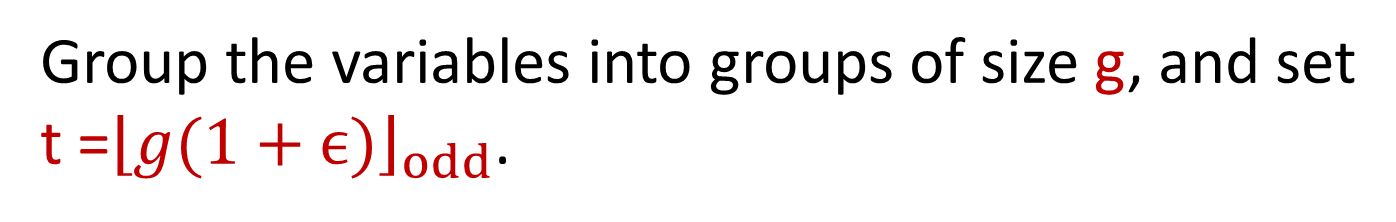 Group the variables into groups of size g, and set
t =⌊g(1 + ϵ)⌋odd.